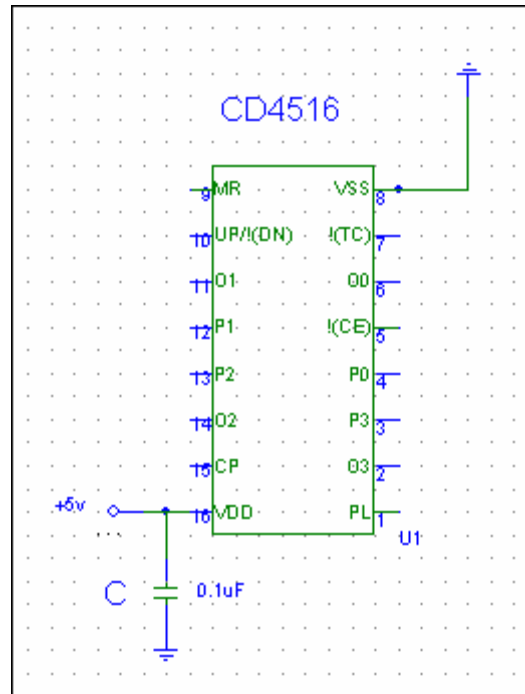 CD4516
9 MR VSS 8
10 UP/!(DN) !(TC) 7
11 O1 O0 6
12 P1 !(CE) 5
13 P2 P0 4
14 O2 P3 3
15 CP O3 2
+5v 16 VDD PL 1
U1
C 0.1uF